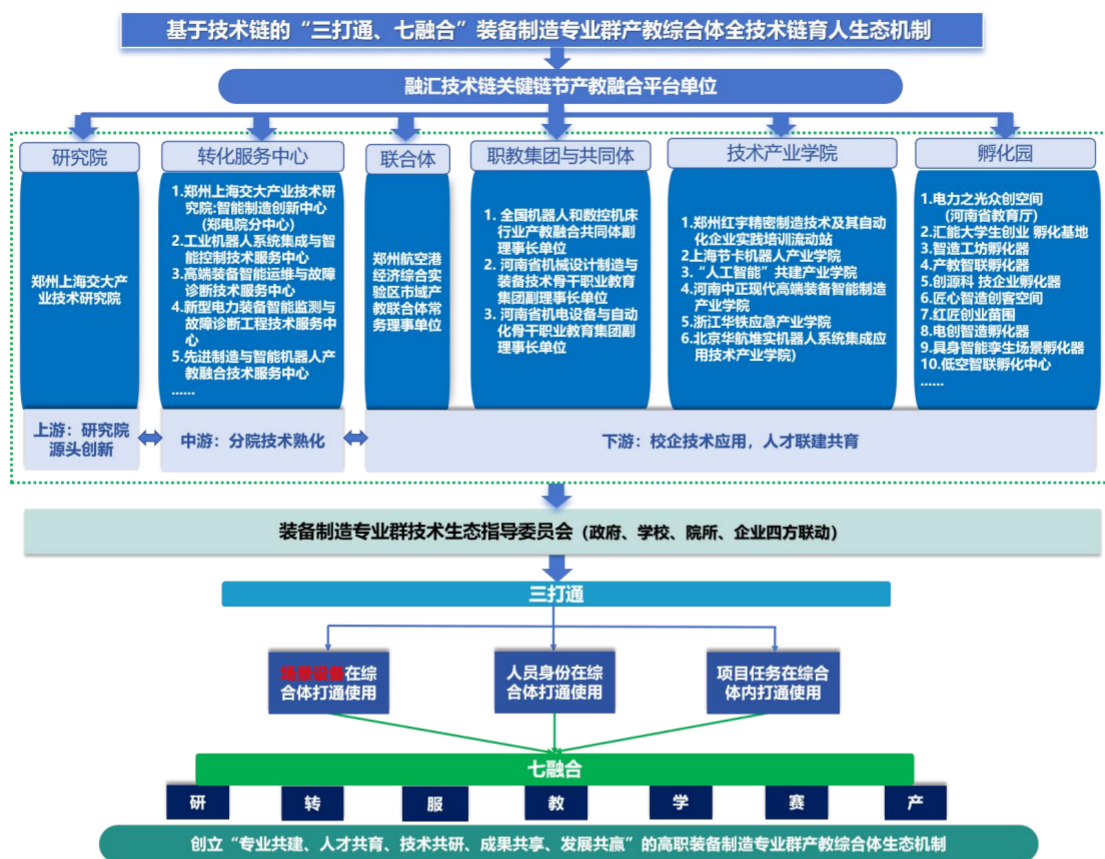 基于技术链的“三打通、七融合”装备制造专业群产教综合体全技术链育人生态机制
融汇技术链关键链节产教融合平台单位
研究院
郑州上海交大产
业技术研究院
转化服务中心
1.郑州上海交大产业技术研
究院:智能制造创新中心
(郑电院分中心)
2.工业机器人系统集成与智
能控制技术服务中心
3.高端装备智能运维与故障
诊断技术服务中心
4.新型电力装备智能监测与
故障诊断工程技术服务中
心
5.先进制造与智能机器人产
教融合技术服务中心
......
联合体
郑州航空港
经济综合实
验区市域产
教联合体常
务理事单位
职教集团与共同体
1. 全国机器人和数控机床
行业产教融合共同体副
理事长单位
2. 河南省机械设计制造与
装备技术骨干职业教育
集团副理事长单位
3. 河南省机电设备与自动
化骨干职业教育集团副
理事长单位
技术产业学院
1.郑州红宇精密制造技术及其自动
化企业实践培训流动站
2上海节卡机器人产业学院
3.“人工智能”共建产业学院
4.河南中正现代高端装备智能制造
产业学院
5.浙江华铁应急产业学院
6.北京华航堆实机器人系统集成应
用技术产业学院)
孵化园
1.电力之光众创空间
(河南省教育厅)
2.汇能大学生创业 孵化基地
3.智造工坊孵化器
4.产教智联孵化器
5.创源科 技企业孵化器
6.匠心智造创客空间
7.红匠创业苗圃
8.电创智造孵化器
9.具身智能孪生场景孵化器
10.低空智联孵化中心
......
上游：研究院
源头创新
中游：分院技术熟化
下游：校企技术应用，人才联建共育
装备制造专业群技术生态指导委员会（政府、学校、院所、企业四方联动）
三打通
场景设备在综
合体打通使用
人员身份在综
合体打通使用
项目任务在综合
体内打通使用
七融合
研 转 服 教 学 赛 产
创立“专业共建、人才共育、技术共研、成果共享、发展共赢”的高职装备制造专业群产教综合体生态机制